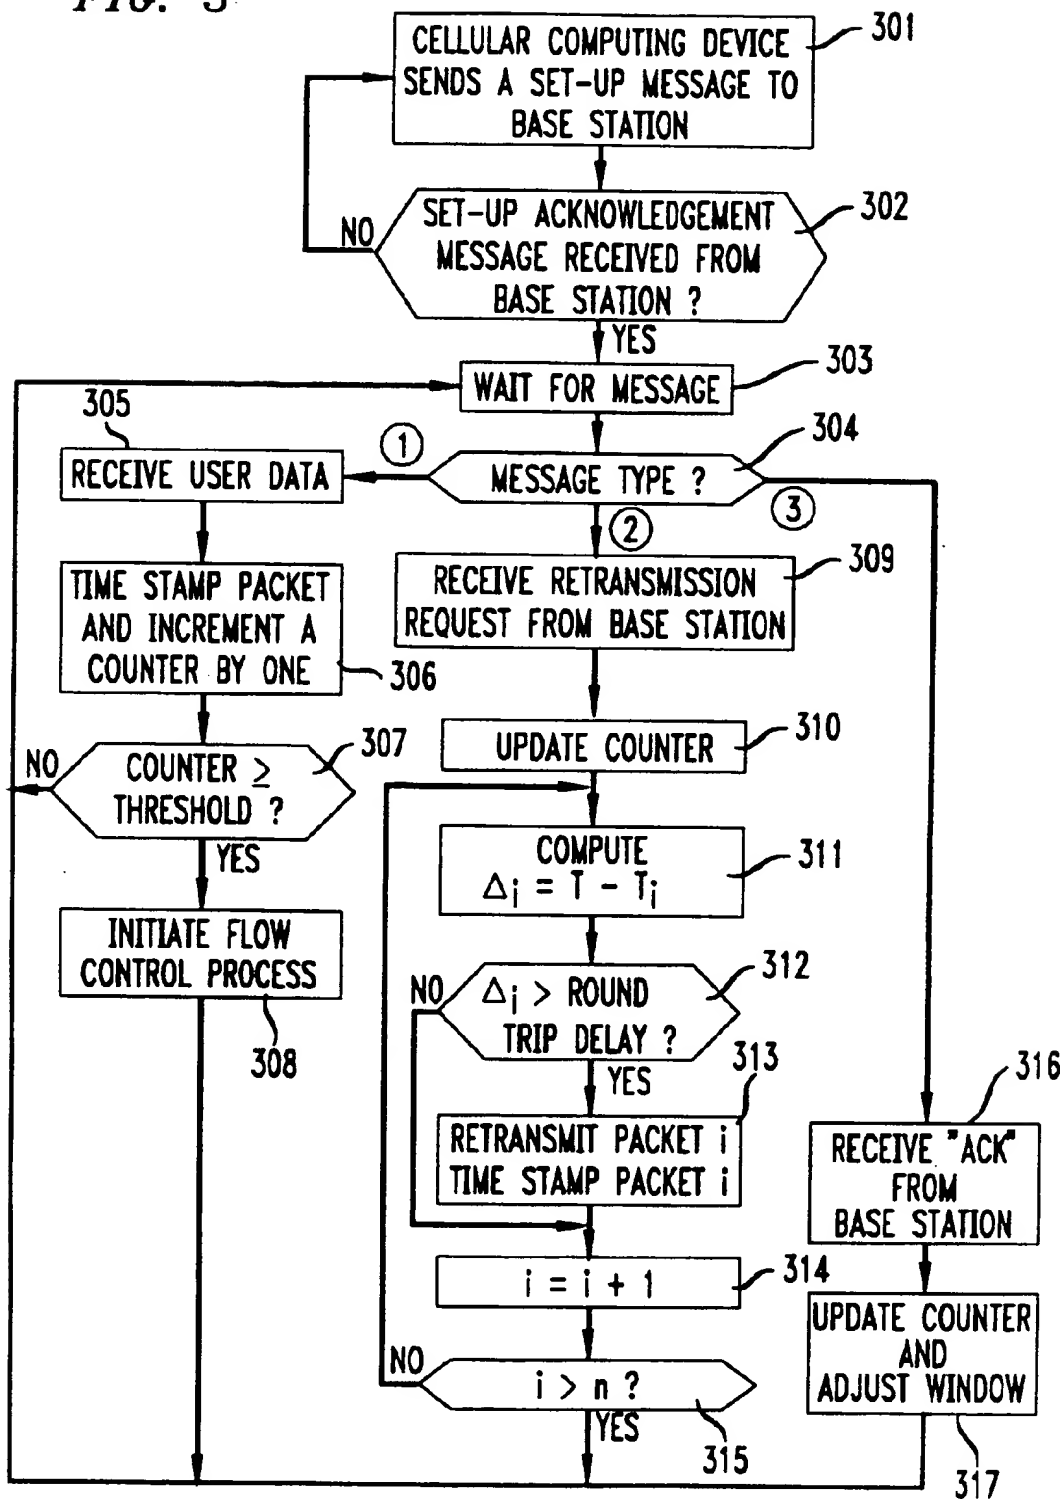 FIG. 3
CELLULAR COMPUTING DEVICE
SENDS A SET-UP MESSAGE TO
BASE STATION
301
NO
SET-UP ACKNOWLEDGEMENT
MESSAGE RECEIVED FROM
BASE STATION ?
302
YES
WAIT FOR MESSAGE
303
305
RECEIVE USER DATA
1
MESSAGE TYPE ?
304
2
3
TIME STAMP PACKET
AND INCREMENT A
COUNTER BY ONE
306
RECEIVE RETRANSMISSION
REQUEST FROM BASE STATION
309
NO
COUNTER ≥
THRESHOLD ?
307
YES
UPDATE COUNTER
310
COMPUTE
Δi = T - Ti
311
INITIATE FLOW
CONTROL PROCESS
308
NO
Δi > ROUND
TRIP DELAY ?
312
YES
313
RETRANSMIT PACKET i
TIME STAMP PACKET i
316
RECEIVE "ACK"
FROM
BASE STATION
i = i + 1
314
NO
i > n ?
YES
315
UPDATE COUNTER
AND
ADJUST WINDOW
317